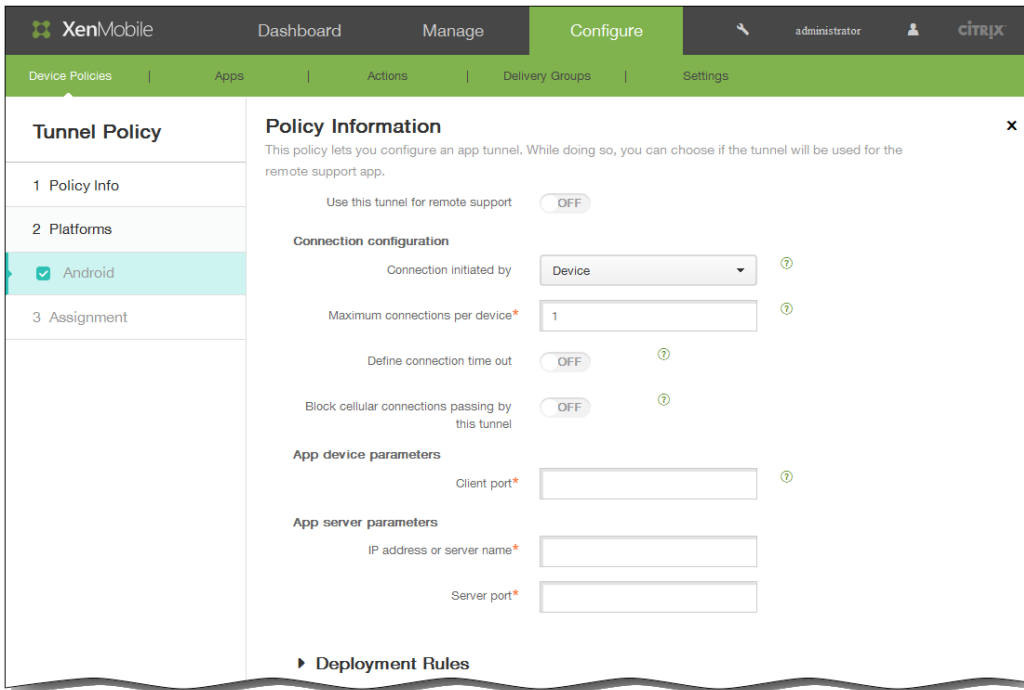 XenMobile Dashboard Manage Configure administrator CITRIX
Device Policies | Apps | Actions | Delivery Groups | Settings
Tunnel Policy
1 Policy Info
2 Platforms
Android
3 Assignment
Policy Information
This policy lets you configure an app tunnel. While doing so, you can choose if the tunnel will be used for the
remote support app.
Use this tunnel for remote support OFF
Connection configuration
Connection initiated by Device ?
Maximum connections per device* 1 ?
Define connection time out OFF ?
Block cellular connections passing by OFF ?
this tunnel
App device parameters
Client port* ?
App server parameters
IP address or server name*
Server port*
Deployment Rules